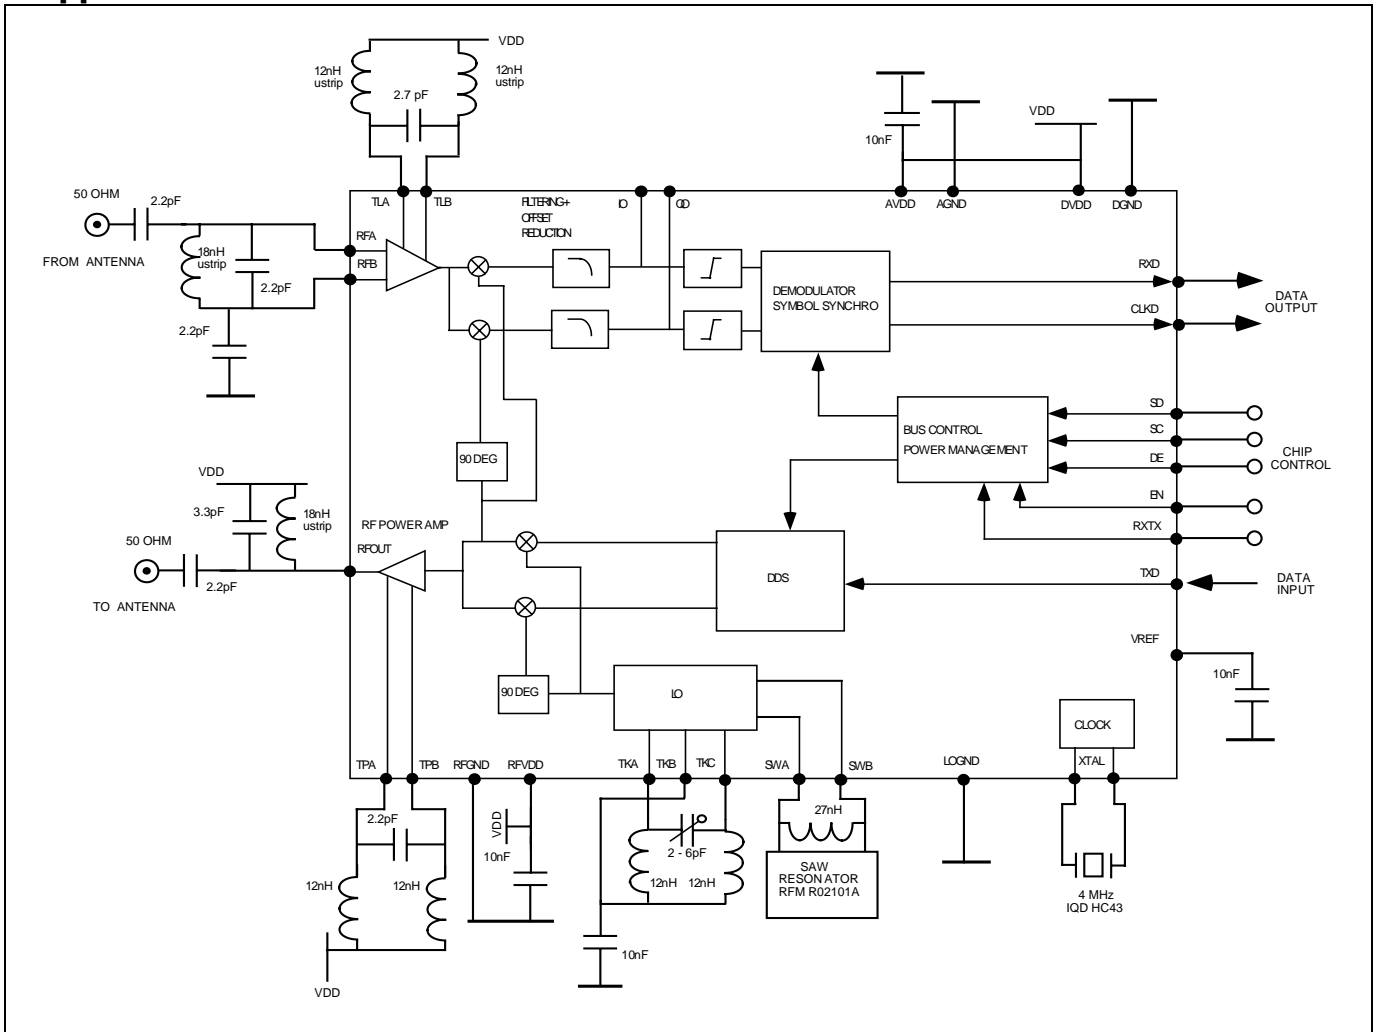 VDD
12nH
ustrip
12nH
ustrip
2.7 pF
VDD
10nF
50 OHM
2.2pF
TLA
TLB
FILTERING+
OFFSET
REDUCTION
IO
QO
AVDD
AGND
DVDD
DGND
FROM ANTENNA
18nH
ustrip
2.2pF
RFA
RFB
2.2pF
DEMODULATOR
SYMBOL SYNCHRO
RXD
CLKD
DATA
OUTPUT
BUS CONTROL
POWER MANAGEMENT
SD
SC
DE
EN
RXTX
CHIP
CONTROL
90 DEG
VDD
3.3pF
18nH
ustrip
RF POWER AMP
RFOUT
50 OHM
2.2pF
TO ANTENNA
DDS
TXD
DATA
INPUT
VREF
10nF
90 DEG
LO
CLOCK
TPA
TPB
RFGND
RFVDD
TKA
TKB
TKC
SWA
SWB
LOGND
XTAL
2.2pF
12nH
12nH
VDD
VDD
10nF
2 - 6pF
12nH
12nH
10nF
27nH
SAW
RESONATOR
RFM R02101A
4 MHz
IQD HC43